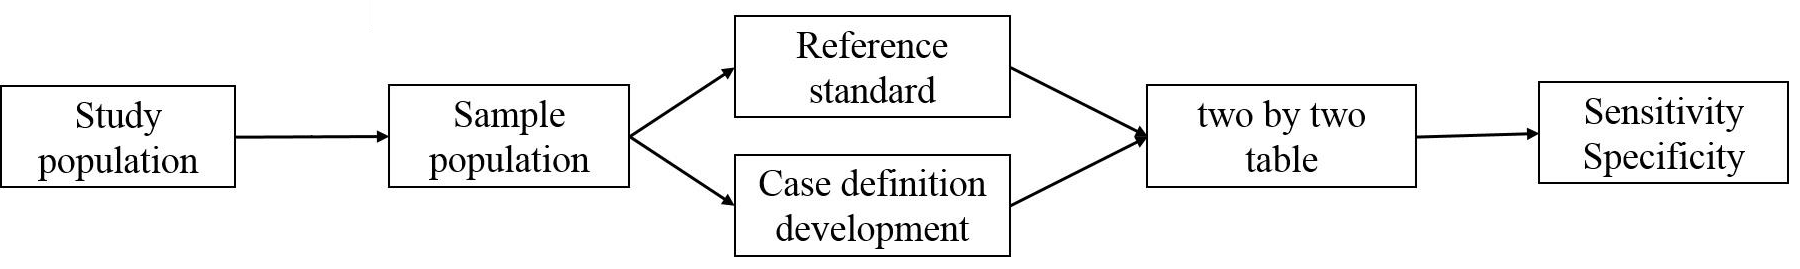 Study
population
Sample
population
Reference
standard
Case definition
development
two by two
table
Sensitivity
Specificity